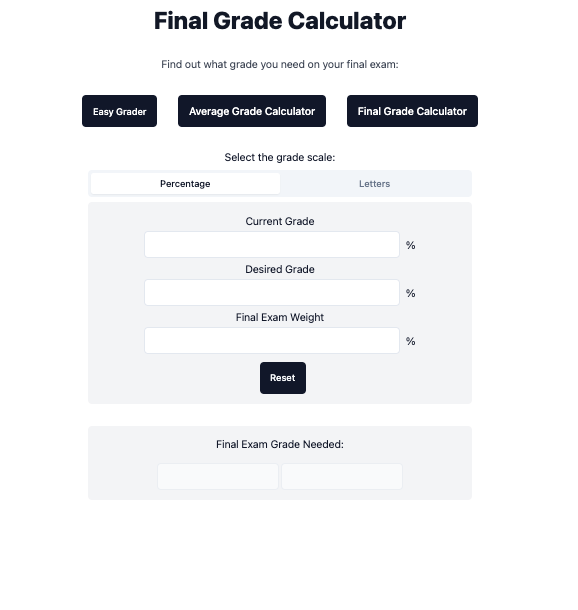 Final Grade Calculator
Find out what grade you need on your final exam:
Easy Grader Average Grade Calculator Final Grade Calculator
Select the grade scale:
Percentage Letters
Current Grade
%
Desired Grade
%
Final Exam Weight
%
Reset
Final Exam Grade Needed: